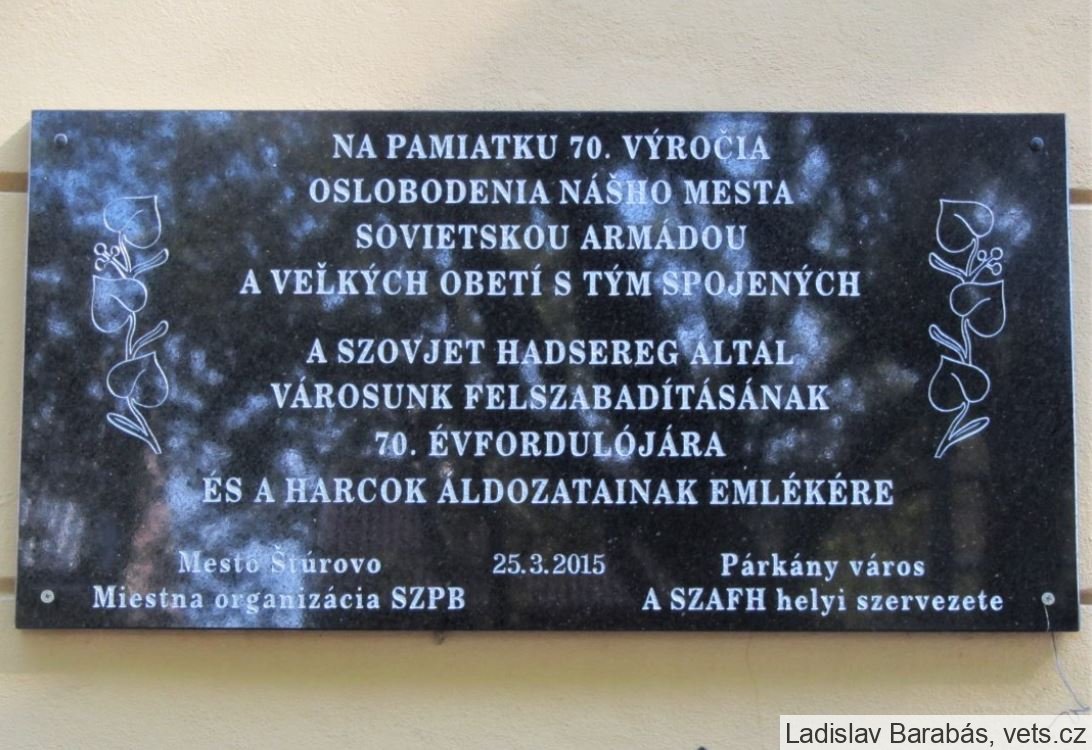 NA PAMIATKU 70. VÝROČIA
OSLOBODENIA NÁŠHO MESTA
SOVIETSKOU ARMÁDOU
A VEĽKÝCH OBETÍ S TÝM SPOJENÝCH
A SZOVJET HADSEREG ÁLTAL
VÁROSUNK FELSZABADÍTÁSÁNAK
70. ÉVFORDULÓJÁRA
ÉS A HARCOK ÁLDOZATAINAK EMLÉKÉRE
Mesto Štúrovo 25.3.2015 Párkány város
Miestna organizácia SZPB A SZAFH helyi szervezete
Ladislav Barabás, vets.cz